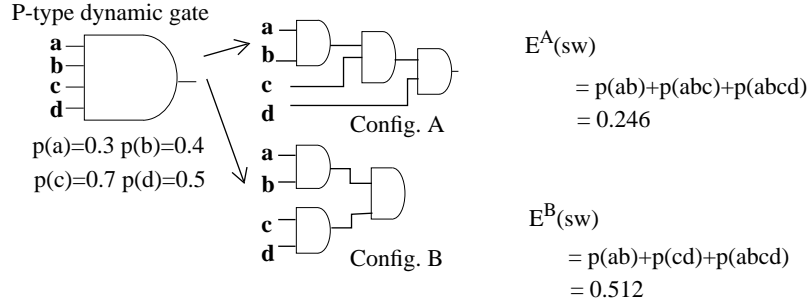 P-type dynamic gate
a
b
c
d
p(a)=0.3 p(b)=0.4
p(c)=0.7 p(d)=0.5
a
b
c
d
Config. A
a
b
c
d
Config. B
E^A(sw)
= p(ab)+p(abc)+p(abcd)
= 0.246
E^B(sw)
= p(ab)+p(cd)+p(abcd)
= 0.512